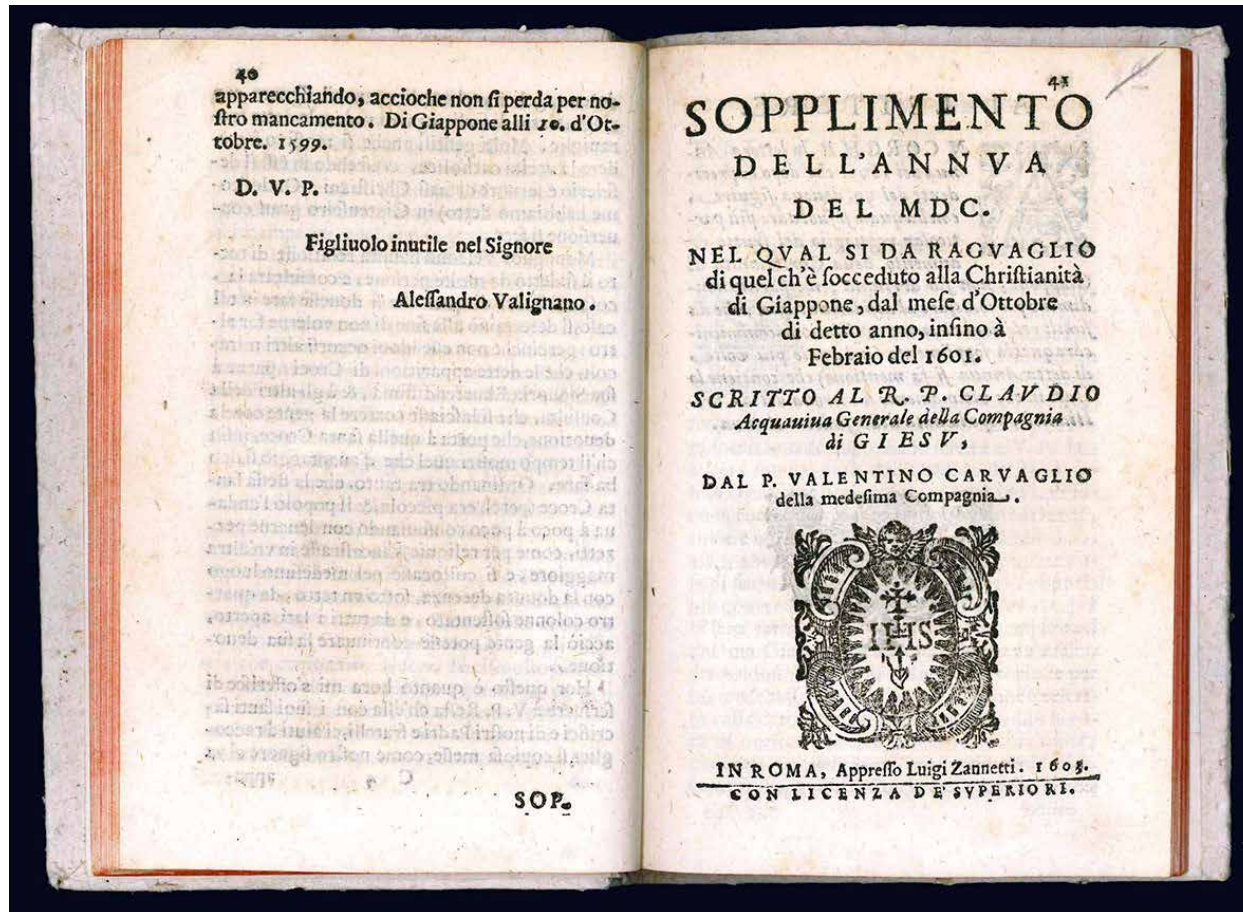 40
apparecchiando, accioche non ſi perda per no-
ſtro mancamento. Di Giappone alli 10. d'Ot-
tobre. 1599.
D. V. P.
Figliuolo inutile nel Signore
Aleſſandro Valignano.
SOP.
41
SOPPLIMENTO
DELL'ANNVA
DEL MDC.
NEL QVAL SI DA RAGVAGLIO
di quel ch'è ſocceduto alla Chriſtianità
di Giappone, dal meſe d'Ottobre
di detto anno, inſino à
Febraio del 1601.
SCRITTO AL R. P. CLAVDIO
Acquauiua Generale della Compagnia
di GIESV,
DAL P. VALENTINO CARVAGLIO
della medeſima Compagnia.
IHS
IN ROMA, Appreſſo Luigi Zannetti. 1603.
CON LICENZA DE' SVPERIORI.